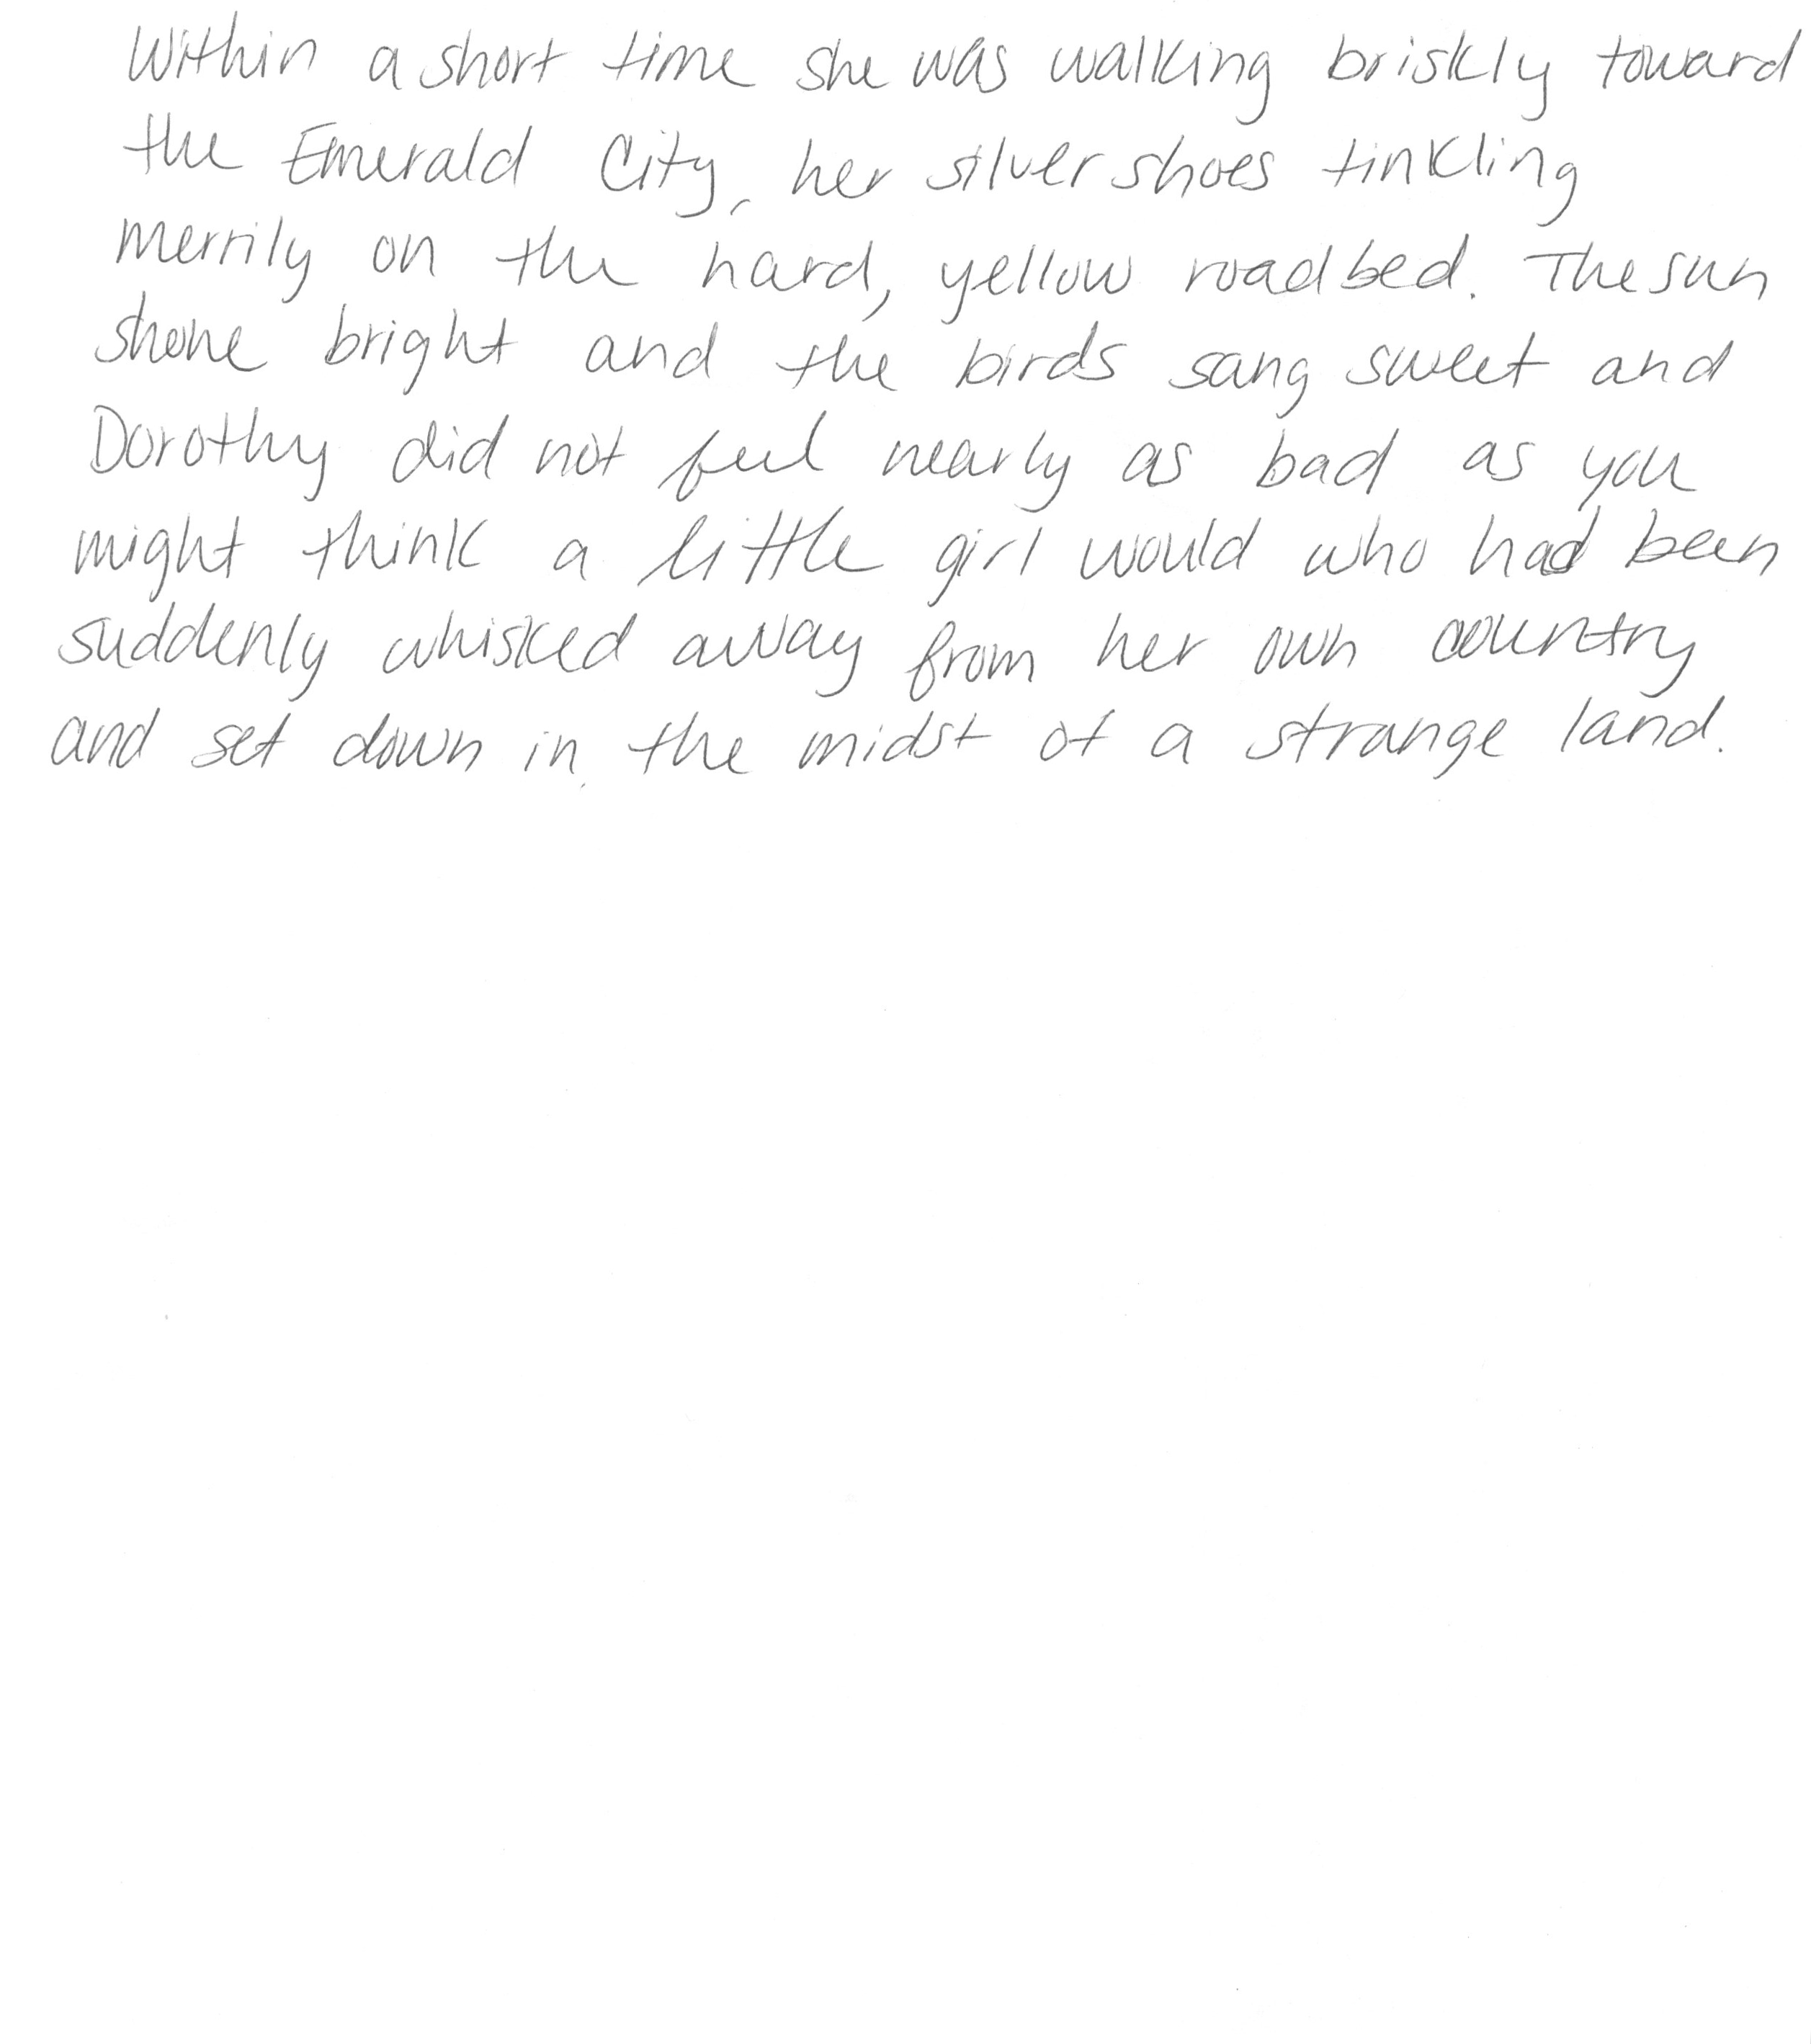 Within a short time she was walking briskly toward
the Emerald City, her silver shoes tinkling
merrily on the hard, yellow roadbed. The sun
shone bright and the birds sang sweet and
Dorothy did not feel nearly as bad as you
might think a little girl would who had been
suddenly whisked away from her own country
and set down in the midst of a strange land.